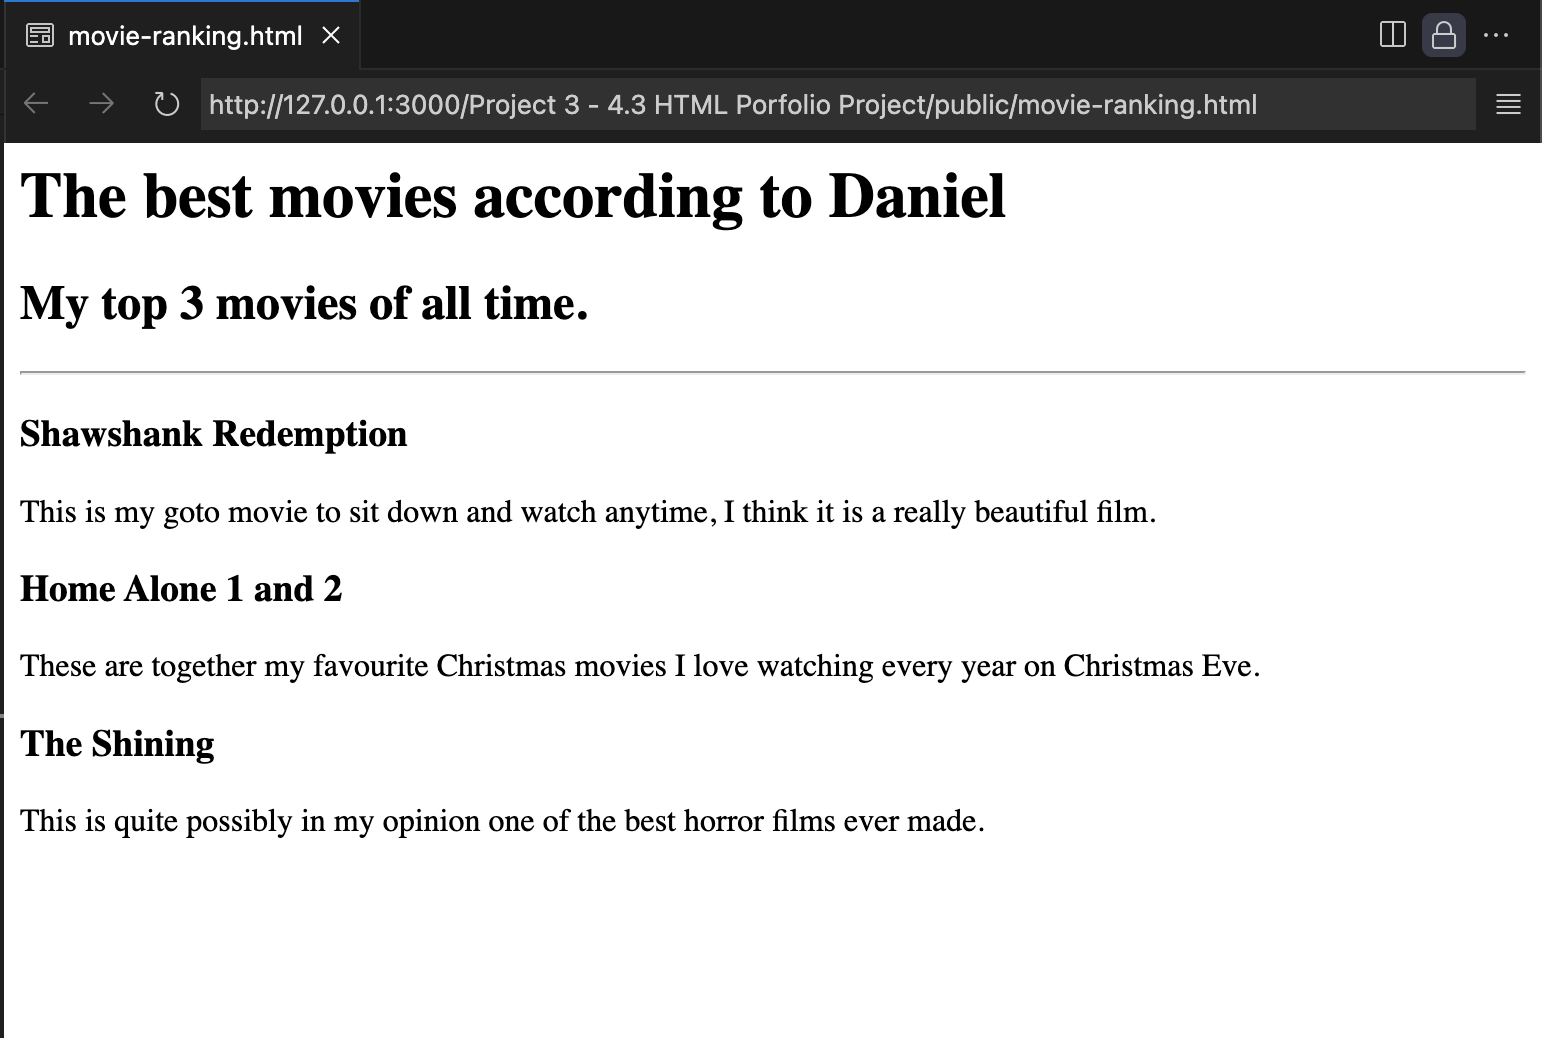 movie-ranking.html
http://127.0.0.1:3000/Project 3 - 4.3 HTML Porfolio Project/public/movie-ranking.html
The best movies according to Daniel
My top 3 movies of all time.
Shawshank Redemption
This is my goto movie to sit down and watch anytime, I think it is a really beautiful film.
Home Alone 1 and 2
These are together my favourite Christmas movies I love watching every year on Christmas Eve.
The Shining
This is quite possibly in my opinion one of the best horror films ever made.